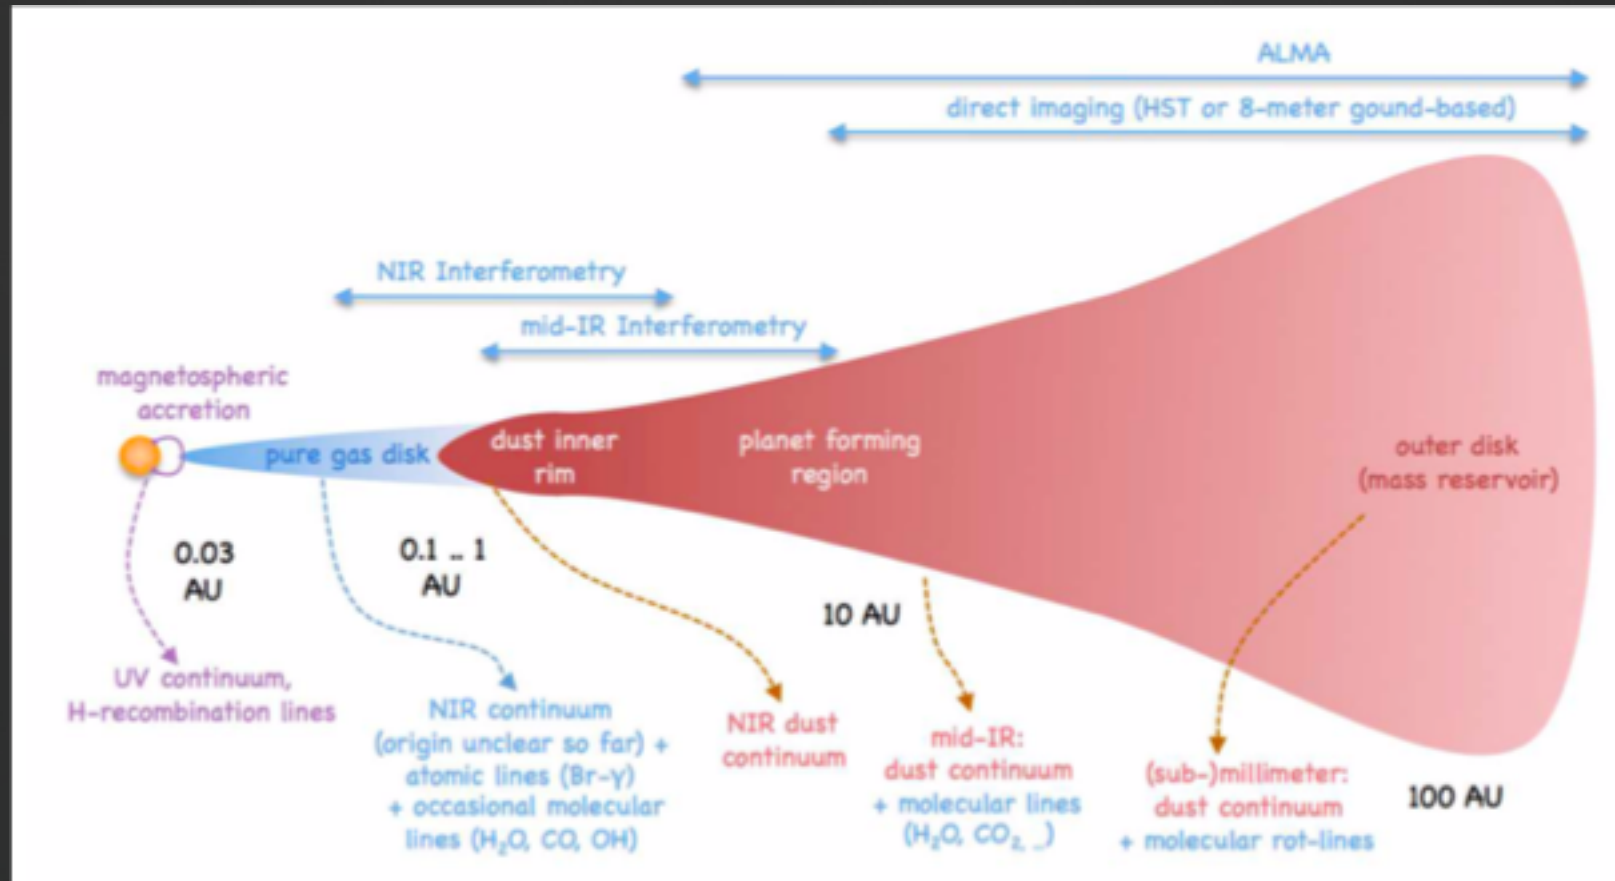 ALMA
direct imaging (HST or 8-meter gound-based)
NIR Interferometry
mid-IR Interferometry
magnetospheric
accretion
pure gas disk
dust inner
rim
planet forming
region
outer disk
(mass reservoir)
0.03
AU
0.1 .. 1
AU
10 AU
100 AU
UV continuum,
H-recombination lines
NIR continuum
(origin unclear so far) +
atomic lines (Br-γ)
+ occasional molecular
lines (H₂O, CO, OH)
NIR dust
continuum
mid-IR:
dust continuum
+ molecular lines
(H₂O, CO₂, ..)
(sub-)millimeter:
dust continuum
+ molecular rot-lines